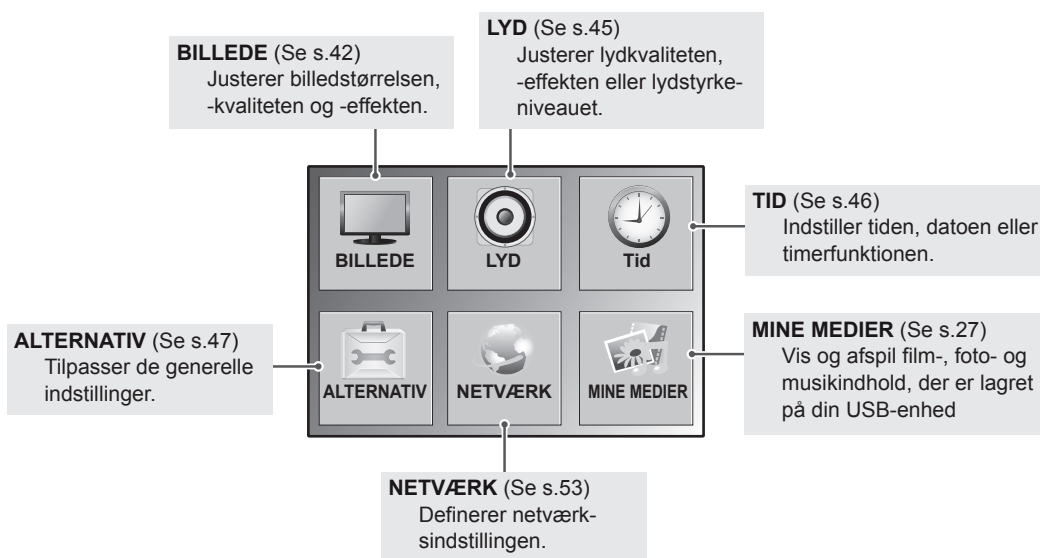 LYD (Se s.45)
Justerer lydkvaliteten,
-effekten eller lydstyrke-
niveauet.
BILLEDE (Se s.42)
Justerer billedstørrelsen,
-kvaliteten og -effekten.
BILLEDE
LYD
Tid
TID (Se s.46)
Indstiller tiden, datoen eller
timerfunktionen.
ALTERNATIV (Se s.47)
Tilpasser de generelle
indstillinger.
ALTERNATIV
NETVÆRK
MINE MEDIER
MINE MEDIER (Se s.27)
Vis og afspil film-, foto- og
musikindhold, der er lagret
på din USB-enhed
NETVÆRK (Se s.53)
Definerer netværk-
sindstillingen.